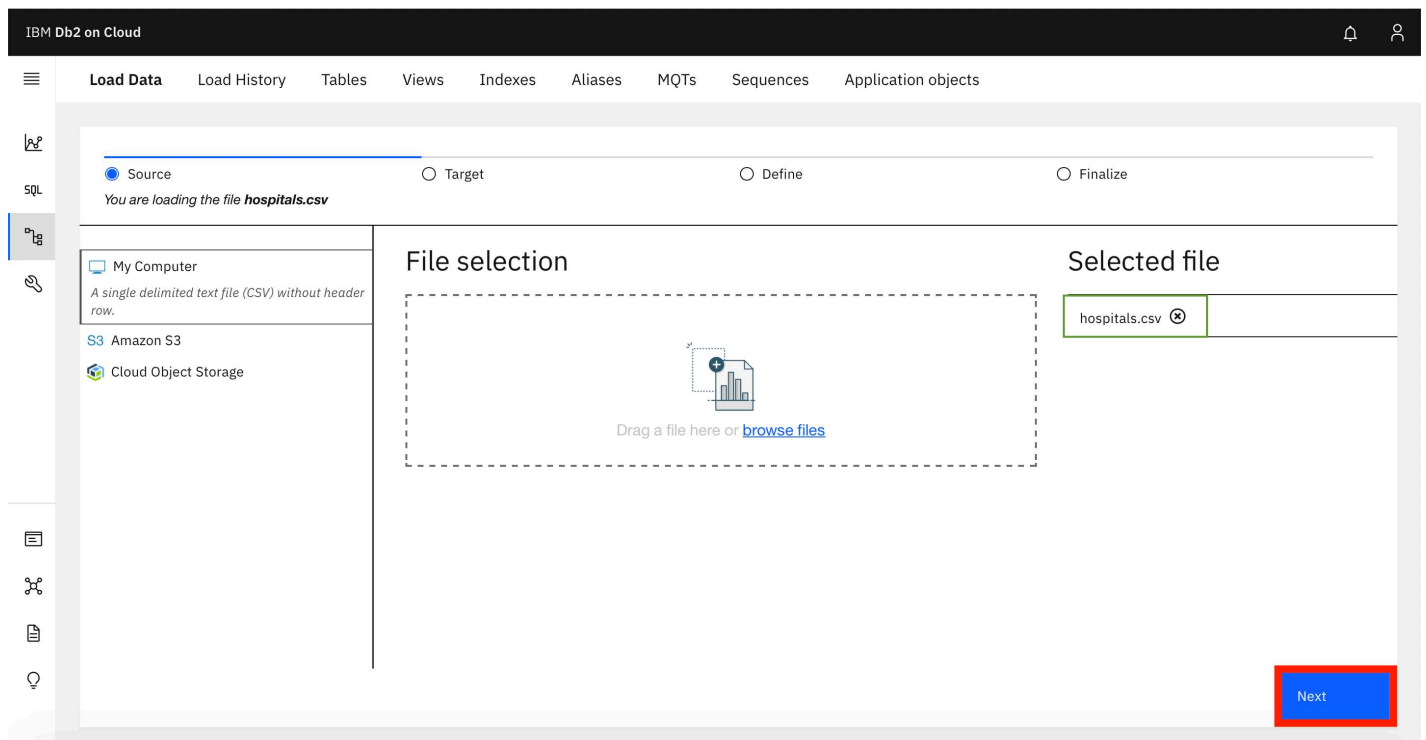 IBM Db2 on Cloud
Load Data Load History Tables Views Indexes Aliases MQTs Sequences Application objects
SQL
Source Target Define Finalize
You are loading the file hospitals.csv
My Computer
A single delimited text file (CSV) without header
row.
S3 Amazon S3
Cloud Object Storage
File selection
Drag a file here or browse files
Selected file
hospitals.csv
Next